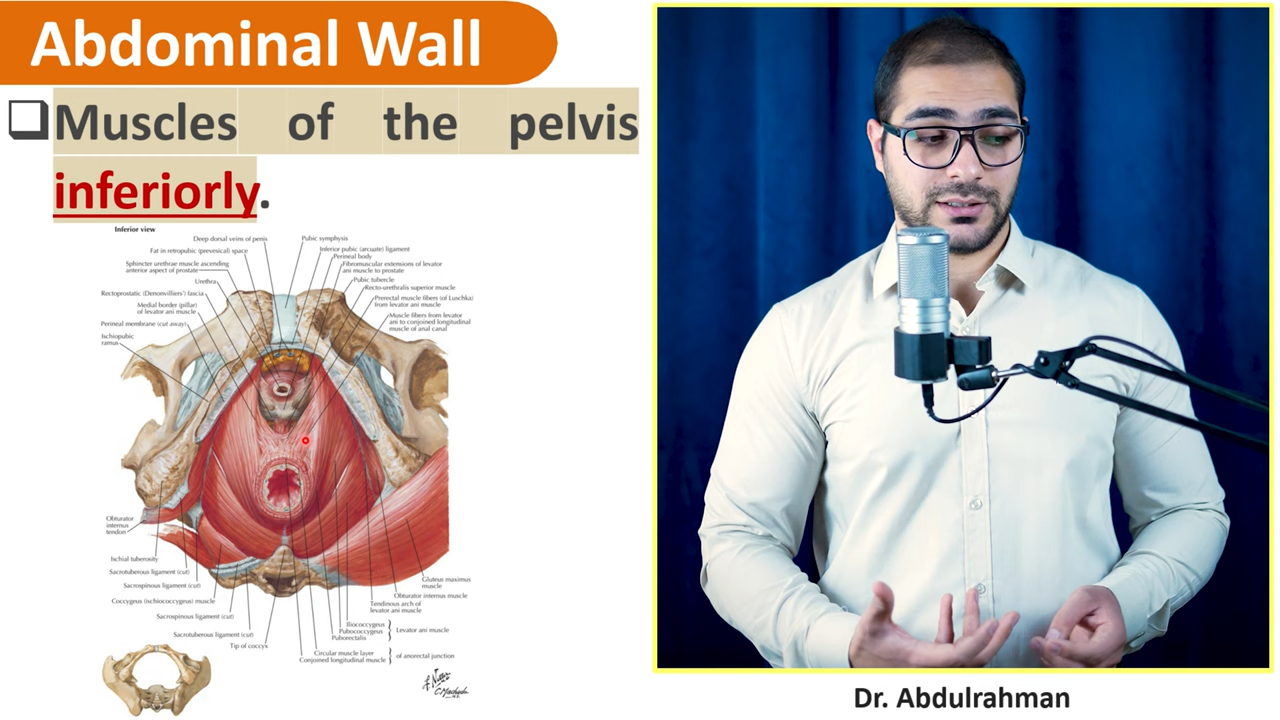 Abdominal Wall
Muscles of the pelvis
inferiorly.
Inferior view
Deep dorsal veins of penis
Pubic symphysis
Fat in retropubic (prevesical) space
Inferior pubic (arcuate) ligament
Perineal body
Sphincter urethrae muscle ascending
anterior aspect of prostate
Fibromuscular extensions of levator
ani muscle to prostate
Urethra
Pubic tubercle
Recto-urethralis superior muscle
Rectoprostatic (Denonvilliers') fascia
Prerectal muscle fibers (of Luschka)
from levator ani muscle
Medial border (pillar)
of levator ani muscle
Muscle fibers from levator
ani to conjoined longitudinal
muscle of anal canal
Perineal membrane (cut away)
Ischiopubic
ramus
Obturator
internus
tendon
Ischial tuberosity
Sacrotuberous ligament (cut)
Sacrospinous ligament (cut)
Coccygeus (ischiococcygeus) muscle
Sacrospinous ligament (cut)
Sacrotuberous ligament (cut)
Tip of coccyx
Gluteus maximus
muscle
Obturator internus muscle
Tendinous arch of
levator ani muscle
Iliococcygeus
Pubococcygeus
Puborectalis
Levator ani muscle
Circular muscle layer
Conjoined longitudinal muscle
of anorectal junction
Dr. Abdulrahman